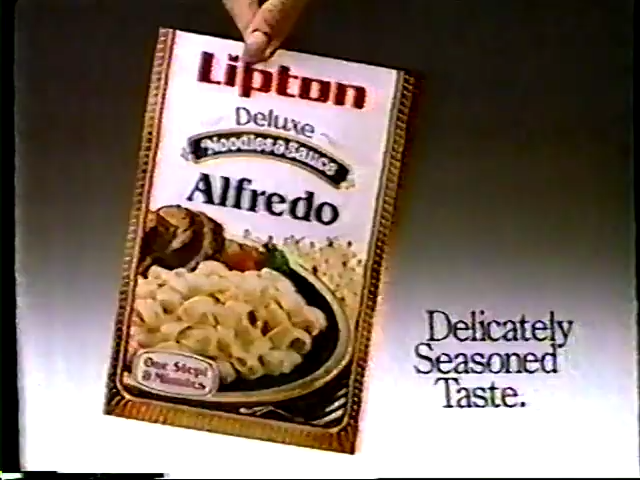 Lipton
Deluxe
Noodles & Sauce
Alfredo
One Step!
8 Minutes
Delicately
Seasoned
Taste.